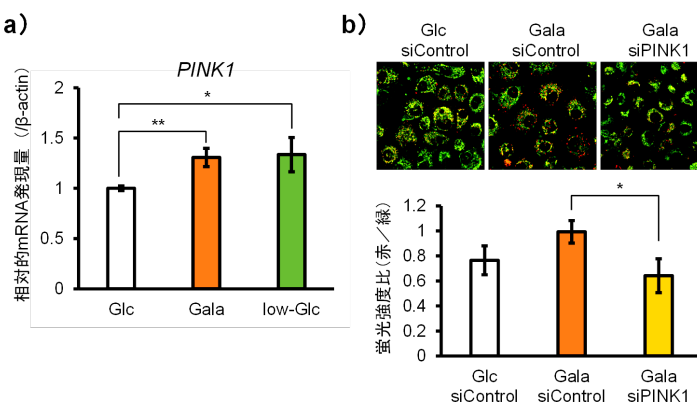 a)
PINK1
相対的mRNA発現量（/β-actin）
2
1.5
1
0.5
0
*
**
Glc
Gala
low-Glc
b)
Glc
siControl
Gala
siControl
Gala
siPINK1
蛍光強度比（赤／緑）
1.2
1
0.8
0.6
0.4
0.2
0
*
Glc
siControl
Gala
siControl
Gala
siPINK1